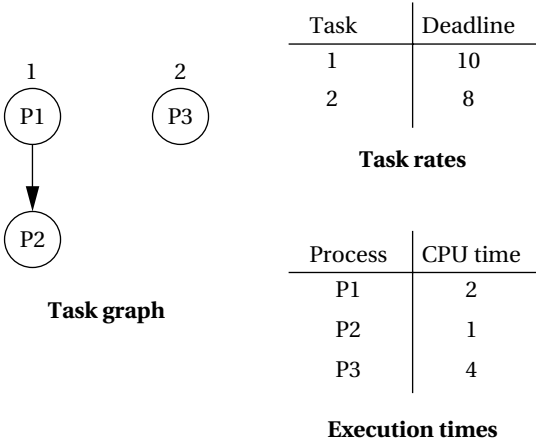 1
2
P1
P3
P2
Task graph
Task Deadline
1 10
2 8
Task rates
Process CPU time
P1 2
P2 1
P3 4
Execution times